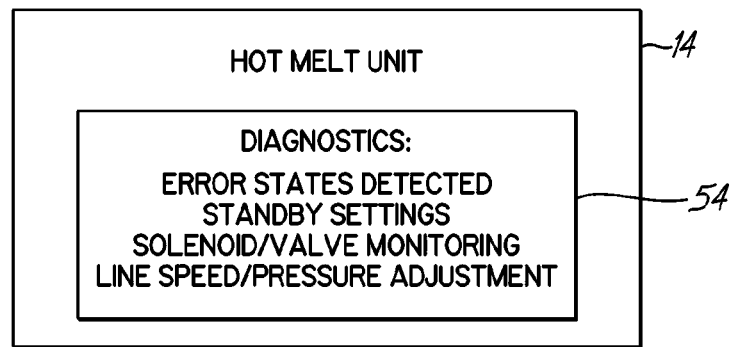 HOT MELT UNIT
14
DIAGNOSTICS:
ERROR STATES DETECTED
54
STANDBY SETTINGS
SOLENOID/VALVE MONITORING
LINE SPEED/PRESSURE ADJUSTMENT